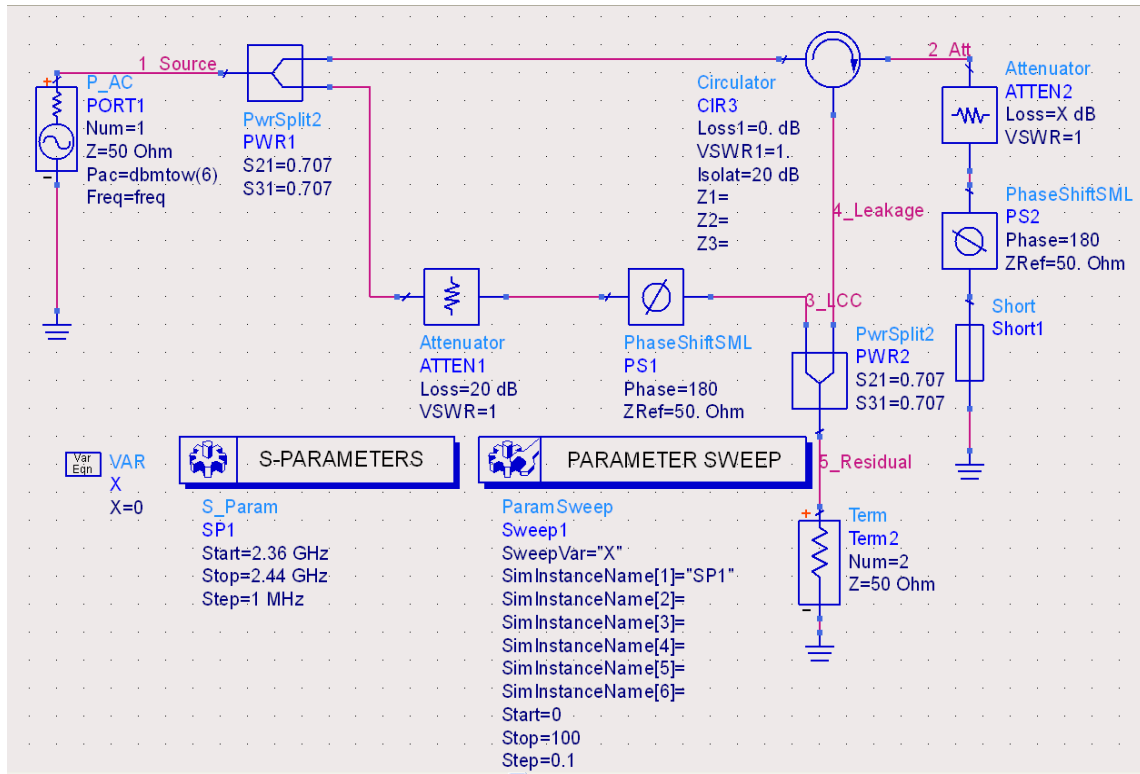 1_Source
P_AC
PORT1
Num=1
Z=50 Ohm
Pac=dbmtow(6)
Freq=freq
PwrSplit2
PWR1
S21=0.707
S31=0.707
Circulator
CIR3
Loss1=0. dB
VSWR1=1.
Isolat=20 dB
Z1=
Z2=
Z3=
2_Att
Attenuator
ATTEN2
Loss=X dB
VSWR=1
4_Leakage
PhaseShiftSML
PS2
Phase=180
ZRef=50. Ohm
3_LCC
Attenuator
ATTEN1
Loss=20 dB
VSWR=1
PhaseShiftSML
PS1
Phase=180
ZRef=50. Ohm
PwrSplit2
PWR2
S21=0.707
S31=0.707
Short
Short1
Var
Eqn
VAR
X
X=0
S-PARAMETERS
S_Param
SP1
Start=2.36 GHz
Stop=2.44 GHz
Step=1 MHz
PARAMETER SWEEP
ParamSweep
Sweep1
SweepVar="X"
SimInstanceName[1]="SP1"
SimInstanceName[2]=
SimInstanceName[3]=
SimInstanceName[4]=
SimInstanceName[5]=
SimInstanceName[6]=
Start=0
Stop=100
Step=0.1
5_Residual
Term
Term2
Num=2
Z=50 Ohm